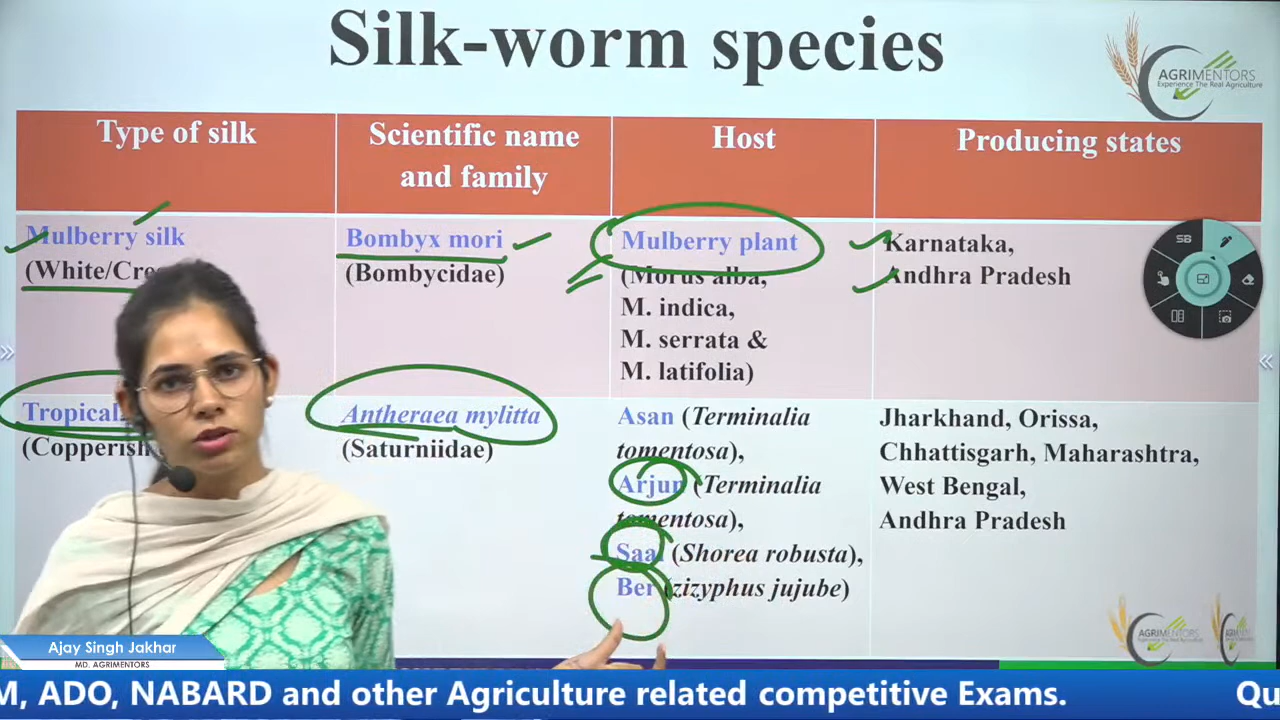 Silk-worm species
AGRIMENTORS
Experience The Real Agriculture
Type of silk
Scientific name
and family
Host
Producing states
Mulberry silk
(White/Cre
Bombyx mori
(Bombycidae)
Mulberry plant
(Morus alba,
M. indica,
M. serrata &
M. latifolia)
Karnataka,
Andhra Pradesh
SB
Tropical
(Copperish
Antheraea mylitta
(Saturniidae)
Asan (Terminalia
tomentosa),
Arjun (Terminalia
tomentosa),
Saal (Shorea robusta),
Ber (zizyphus jujube)
Jharkhand, Orissa,
Chhattisgarh, Maharashtra,
West Bengal,
Andhra Pradesh
AGRIMENTORS
Ajay Singh Jakhar
MD. AGRIMENTORS
M, ADO, NABARD and other Agriculture related competitive Exams.
Qu